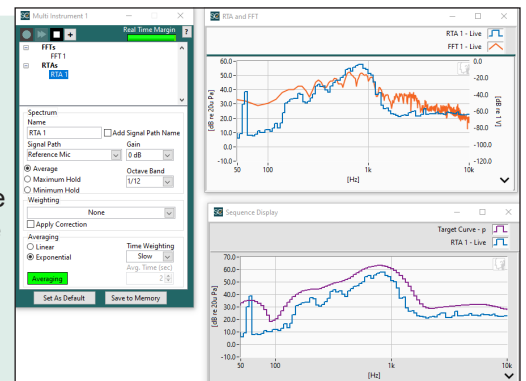 Multi Instrument 1
Real Time Margin
?
FFTs
FFT 1
RTAs
RTA 1
Spectrum
Name
RTA 1
Add Signal Path Name
Signal Path
Gain
Reference Mic
0 dB
Average
Octave Band
Maximum Hold
1/12
Minimum Hold
Weighting
None
Apply Correction
Averaging
Linear
Time Weighting
Exponential
Slow
Avg. Time (sec)
Averaging
2
Set As Default
Save to Memory
RTA and FFT
RTA 1 - Live
FFT 1 - Live
60.0
50.0
40.0
30.0
20.0
10.0
0.0
-10.0
[dB re 20u Pa]
0.0
-20.0
-40.0
-60.0
-80.0
-100.0
-120.0
[dB re 1 V]
50
100
1k
10k
[Hz]
Sequence Display
Target Curve - p
RTA 1 - Live
70.0
60.0
50.0
40.0
30.0
20.0
10.0
0.0
-10.0
[dB re 20u Pa]
50
100
1k
10k
[Hz]